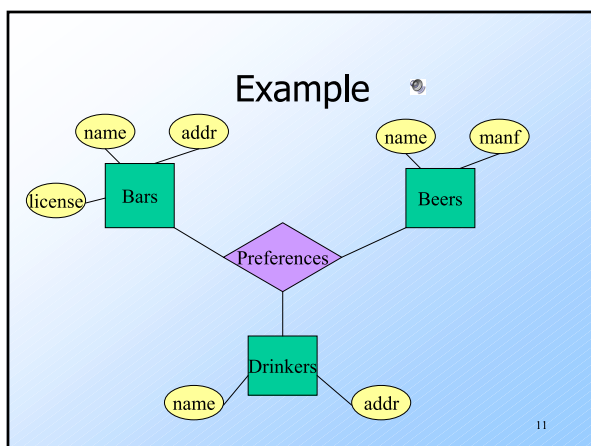 Example
name
addr
name
manf
license
Bars
Beers
Preferences
Drinkers
name
addr
11